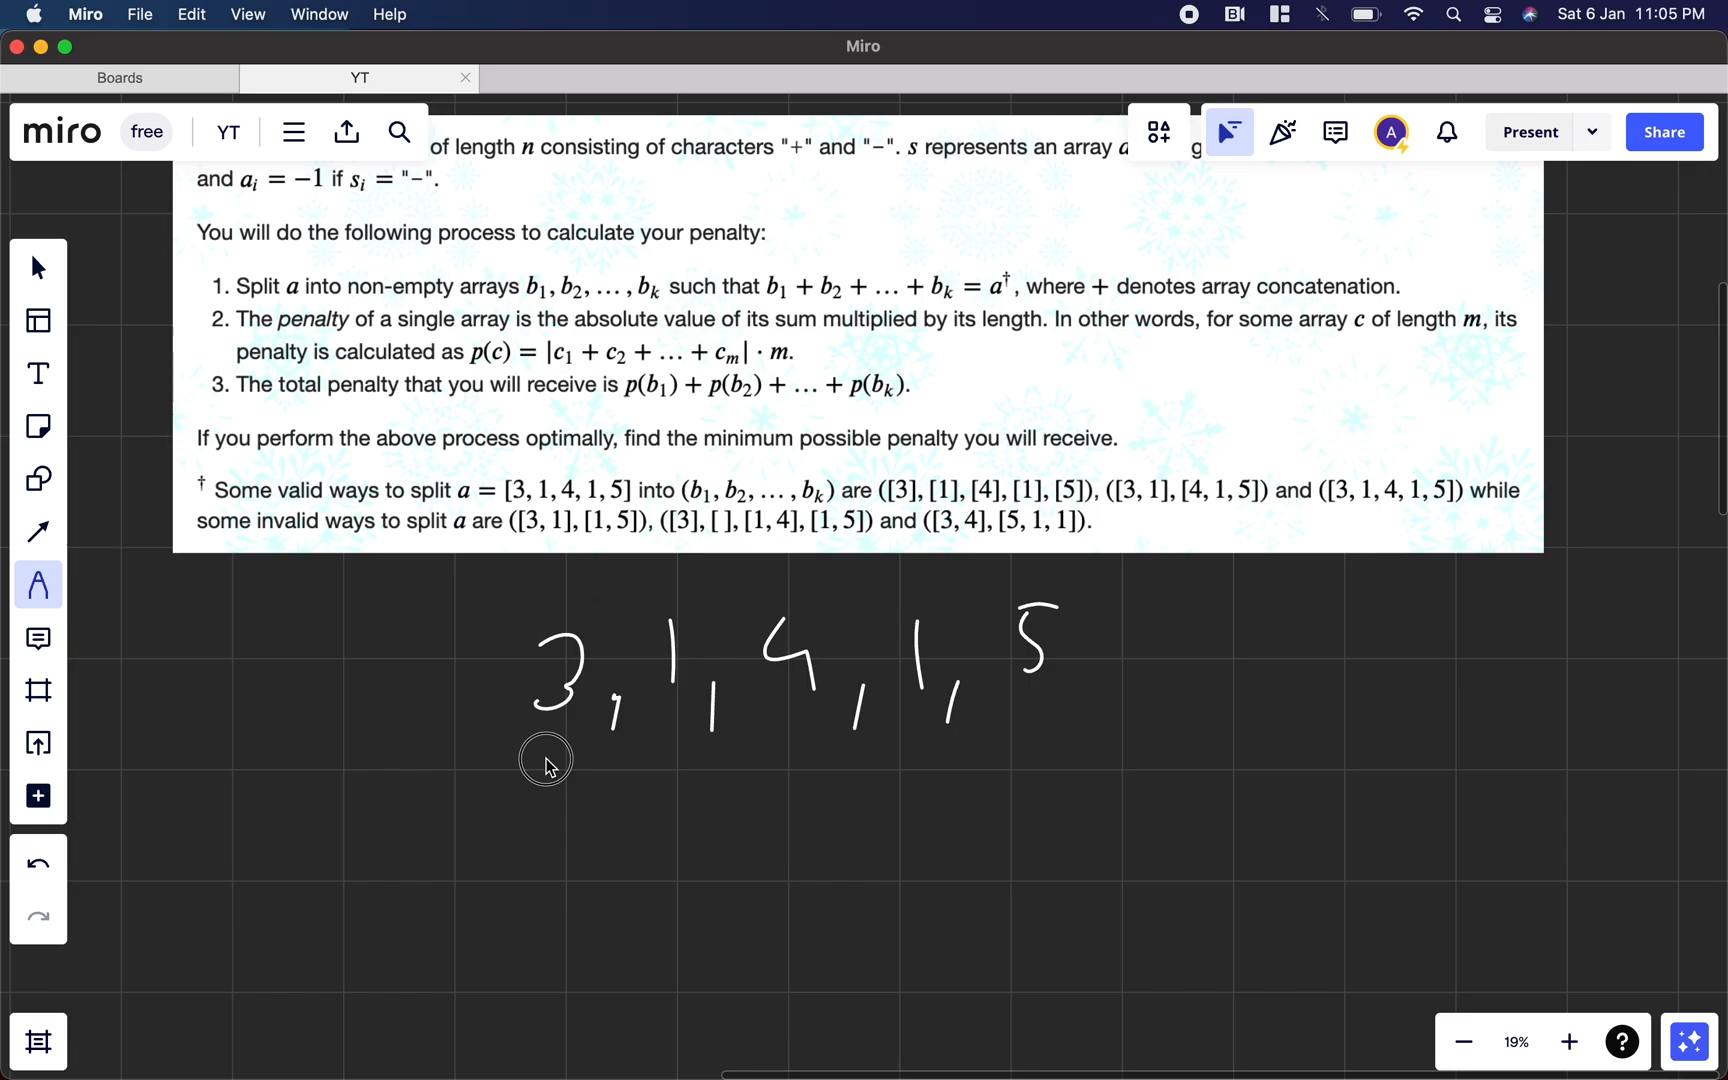 Miro File Edit View Window Help Sat 6 Jan 11:05 PM
Miro
Boards YT
miro free YT Present Share
of length n consisting of characters "+" and "−". s represents an array a
and aᵢ = −1 if sᵢ = "−".
You will do the following process to calculate your penalty:
1. Split a into non-empty arrays b₁, b₂, …, bₖ such that b₁ + b₂ + … + bₖ = a†, where + denotes array concatenation.
2. The penalty of a single array is the absolute value of its sum multiplied by its length. In other words, for some array c of length m, its
penalty is calculated as p(c) = |c₁ + c₂ + … + cₘ| · m.
3. The total penalty that you will receive is p(b₁) + p(b₂) + … + p(bₖ).
If you perform the above process optimally, find the minimum possible penalty you will receive.
† Some valid ways to split a = [3, 1, 4, 1, 5] into (b₁, b₂, …, bₖ) are ([3], [1], [4], [1], [5]), ([3, 1], [4, 1, 5]) and ([3, 1, 4, 1, 5]) while
some invalid ways to split a are ([3, 1], [1, 5]), ([3], [ ], [1, 4], [1, 5]) and ([3, 4], [5, 1, 1]).
3, 1, 4, 1, 5
19%